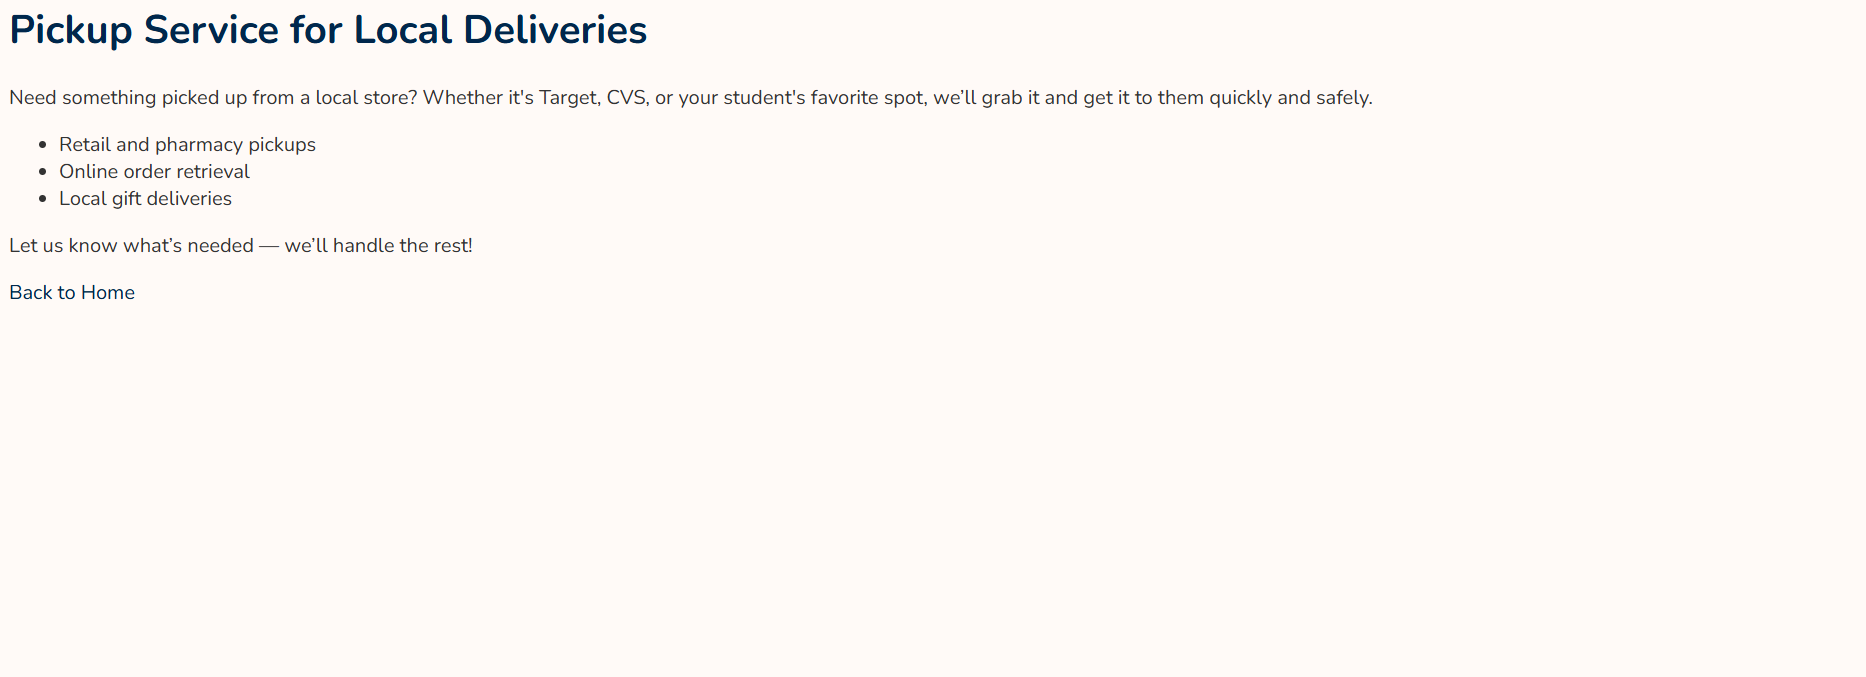 Pickup Service for Local Deliveries
Need something picked up from a local store? Whether it's Target, CVS, or your student's favorite spot, we’ll grab it and get it to them quickly and safely.
• Retail and pharmacy pickups
• Online order retrieval
• Local gift deliveries
Let us know what’s needed — we’ll handle the rest!
Back to Home